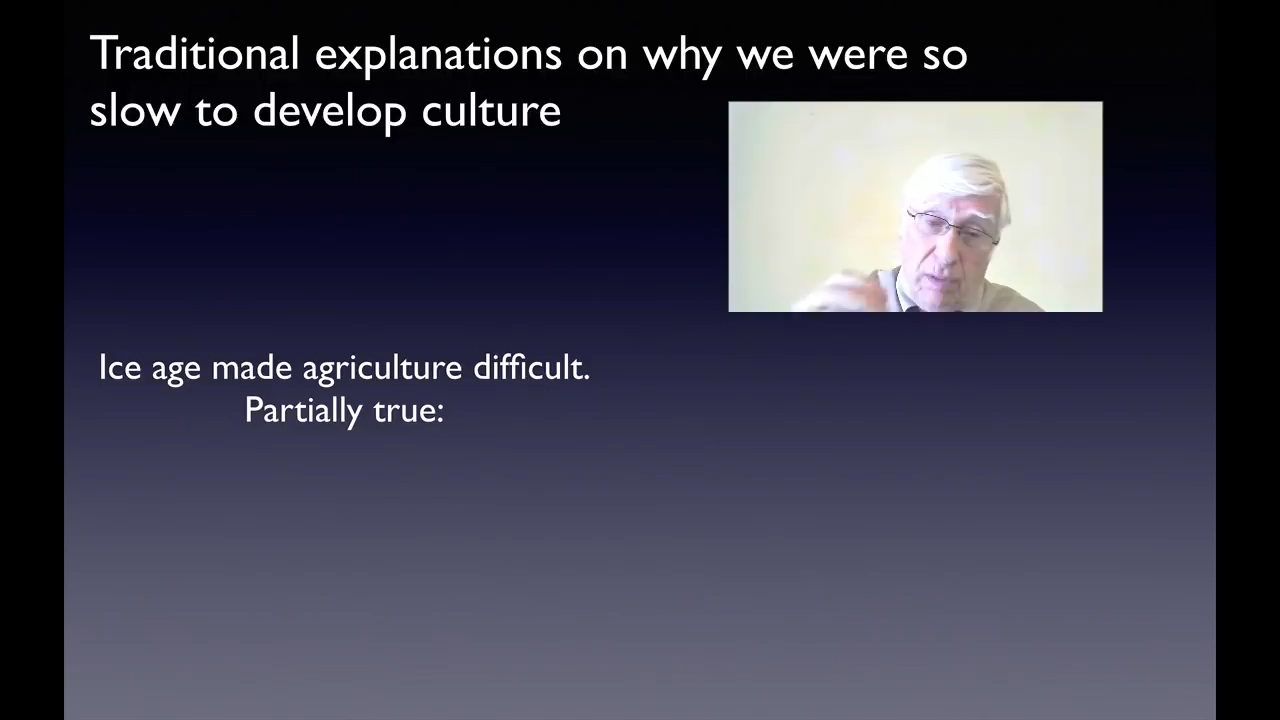 Traditional explanations on why we were so
slow to develop culture
Ice age made agriculture difficult.
Partially true: